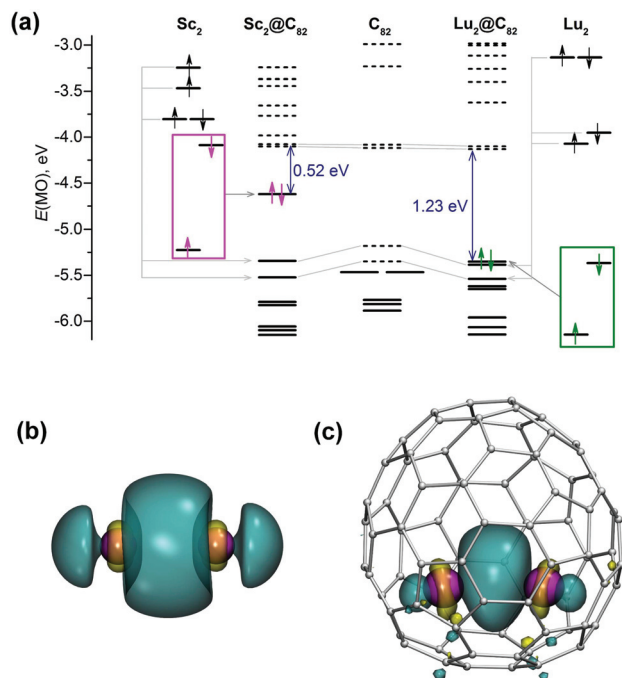 (a)
Sc₂ Sc₂@C₈₂ C₈₂ Lu₂@C₈₂ Lu₂
-3.0
-3.5
-4.0
0.52 eV
E(MO), eV
-4.5
1.23 eV
-5.0
-5.5
-6.0
(b)
(c)